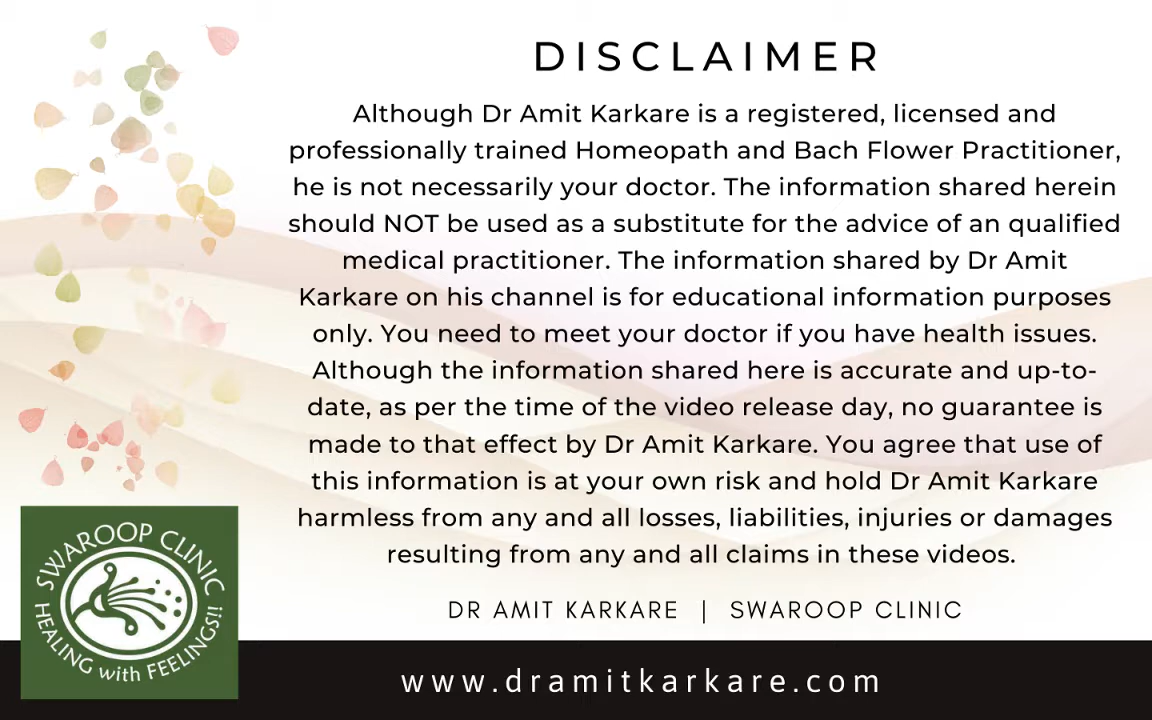 DISCLAIMER
Although Dr Amit Karkare is a registered, licensed and
professionally trained Homeopath and Bach Flower Practitioner,
he is not necessarily your doctor. The information shared herein
should NOT be used as a substitute for the advice of an qualified
medical practitioner. The information shared by Dr Amit
Karkare on his channel is for educational information purposes
only. You need to meet your doctor if you have health issues.
Although the information shared here is accurate and up-to-
date, as per the time of the video release day, no guarantee is
made to that effect by Dr Amit Karkare. You agree that use of
this information is at your own risk and hold Dr Amit Karkare
harmless from any and all losses, liabilities, injuries or damages
resulting from any and all claims in these videos.
DR AMIT KARKARE | SWAROOP CLINIC
SWAROOP CLINIC
HEALING with FEELINGS!!
www.dramitkarkare.com